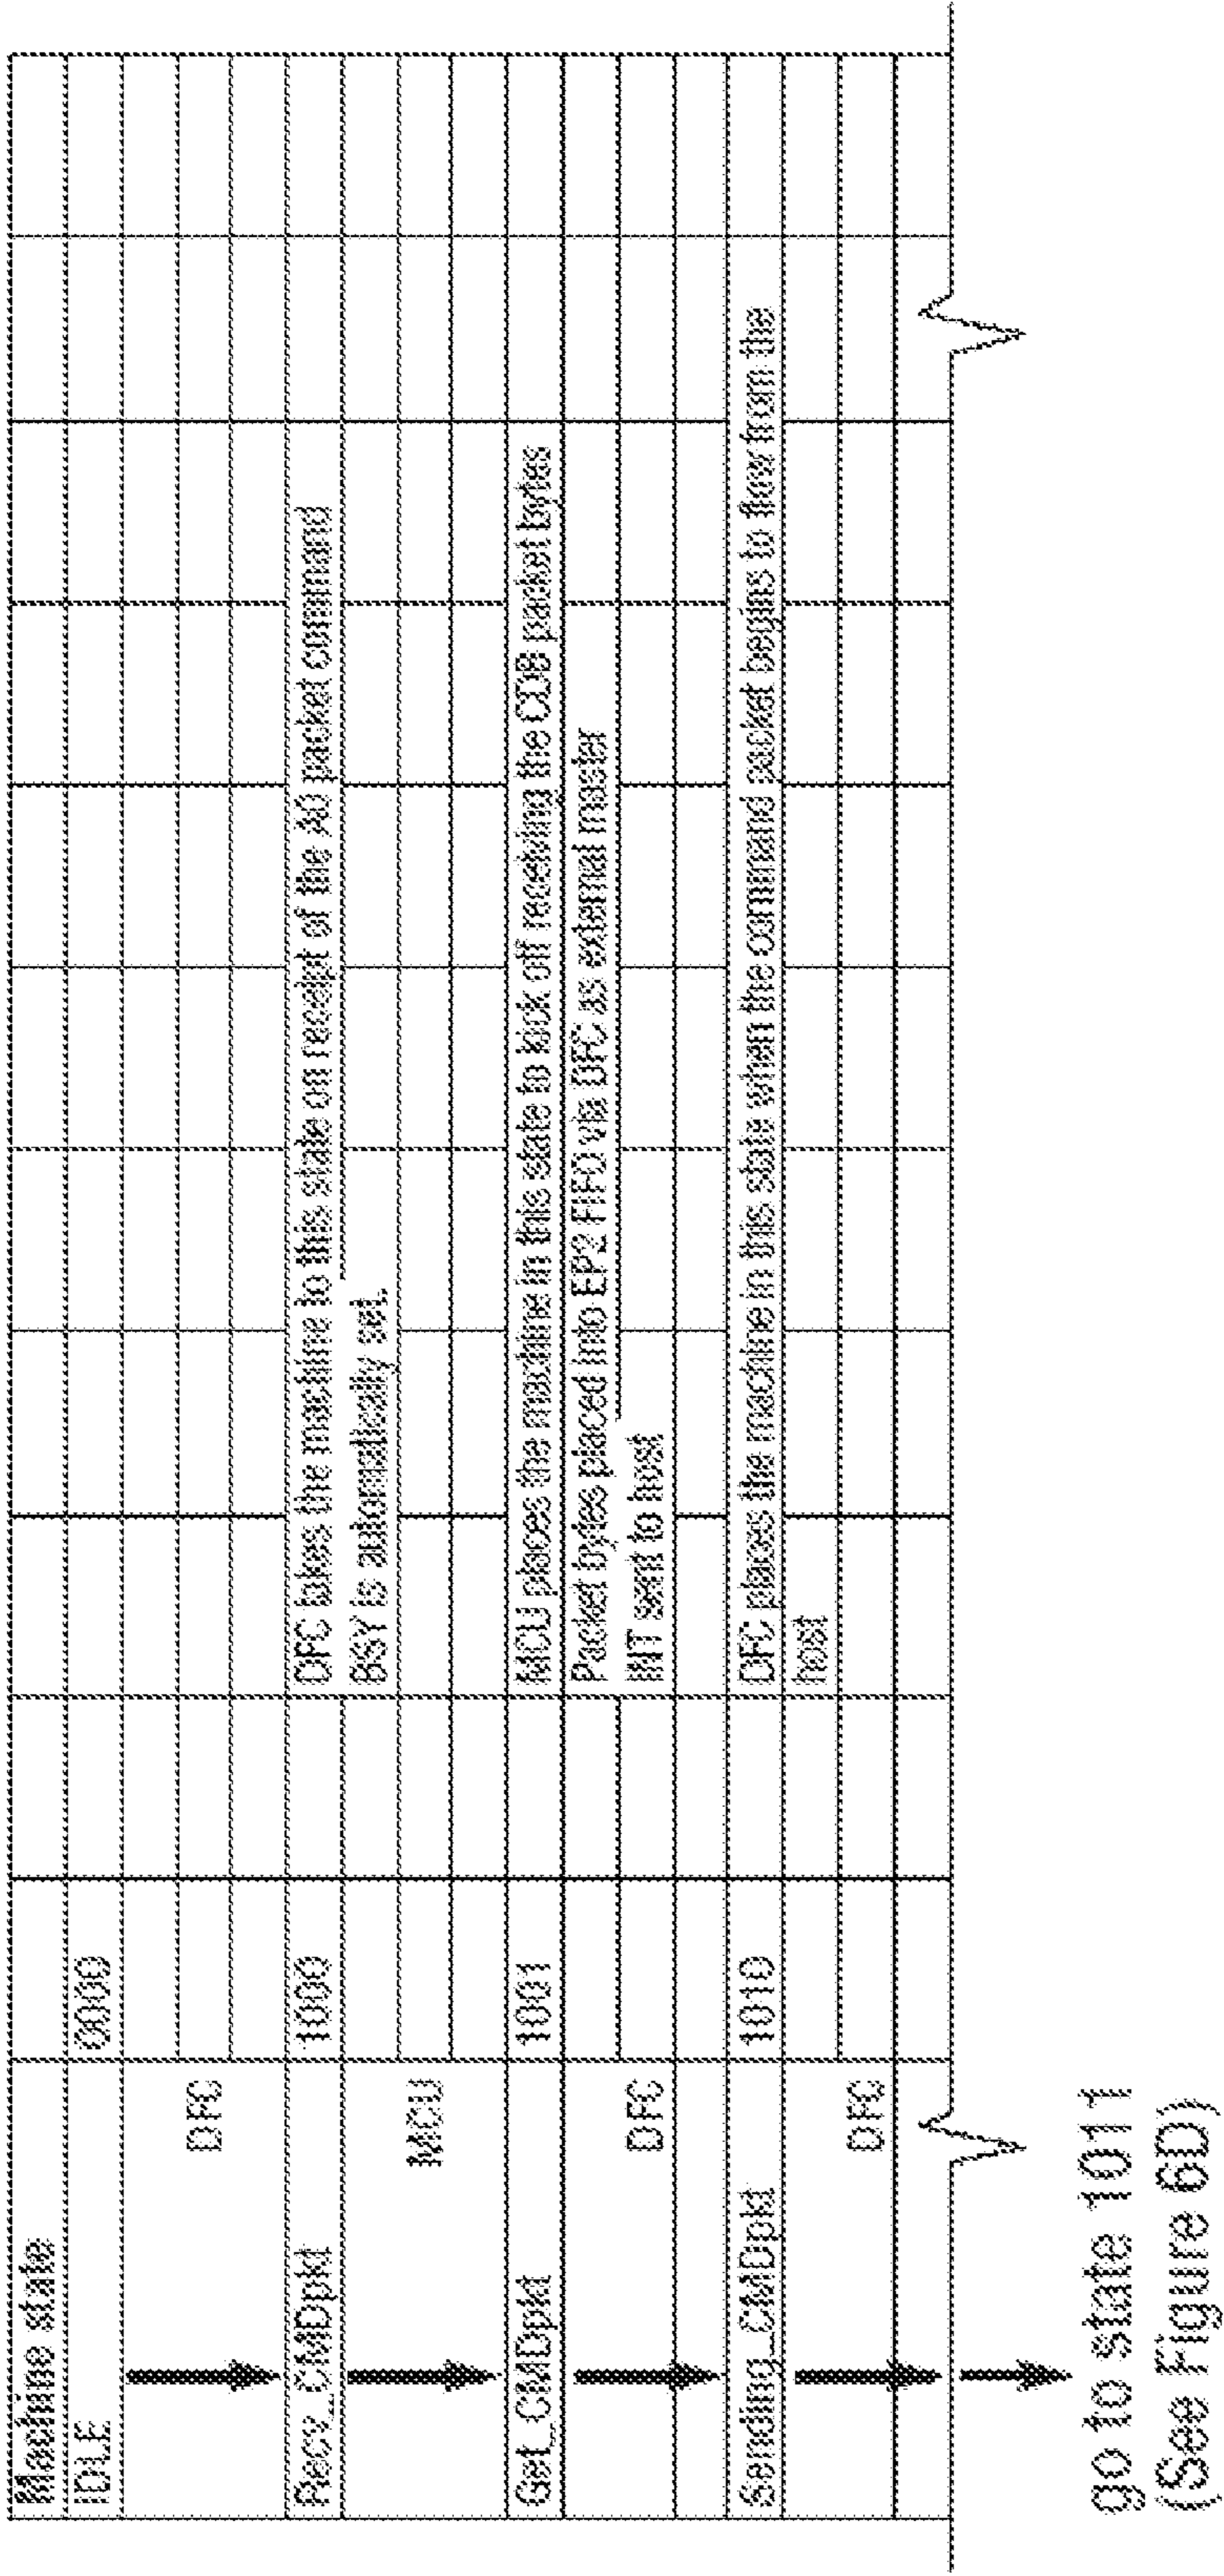 Machine state
IDLE 0000
DFC
Recv_CMDpkt 1000 DFC takes the machine to this state on receipt of the A0 packet command
BSY is automatically set.
MCU
Get_CMDpkt 1001 MCU places the machine in this state to kick off receiving the CDB packet bytes
Packet bytes placed into EP2 FIFO via DFC as external master
DFC INT sent to host
Sending_CMDpkt 1010 DFC places the machine in this state when the command packet begins to flow from the
host
DFC
go to state 1011
(See Figure 6D)